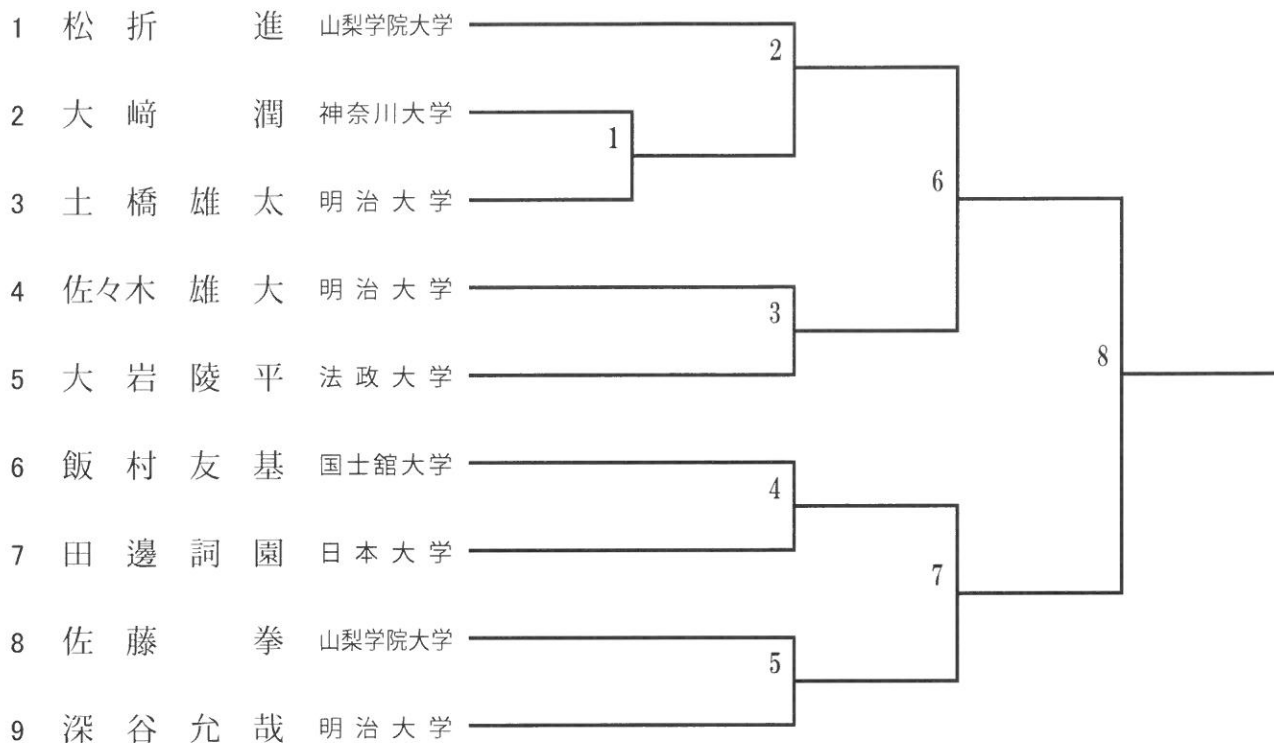 1 松折 進 山梨学院大学
2
2 大﨑 潤 神奈川大学
1
3 土橋雄太 明治大学
6
4 佐々木雄大 明治大学
3
5 大岩陵平 法政大学
8
6 飯村友基 国士舘大学
4
7 田邊詞園 日本大学
7
8 佐藤 拳 山梨学院大学
5
9 深谷允哉 明治大学